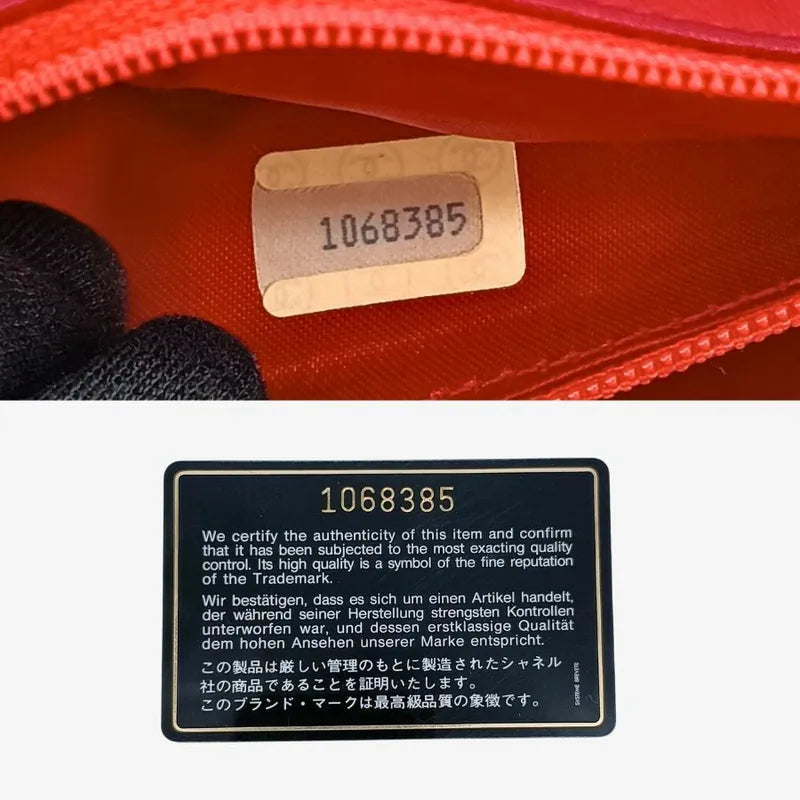 1068385
1068385
We certify the authenticity of this item and confirm
that it has been subjected to the most exacting quality
control. Its high quality is a symbol of the fine reputation
of the Trademark.
Wir bestätigen, dass es sich um einen Artikel handelt,
der während seiner Herstellung strengsten Kontrollen
unterworfen war, und dessen erstklassige Qualität
dem hohen Ansehen unserer Marke entspricht.
この製品は厳しい管理のもとに製造されたシャネル
社の商品であることを証明いたします。
このブランド・マークは最高級品質の象徴です。
SYSTEME BREVETE